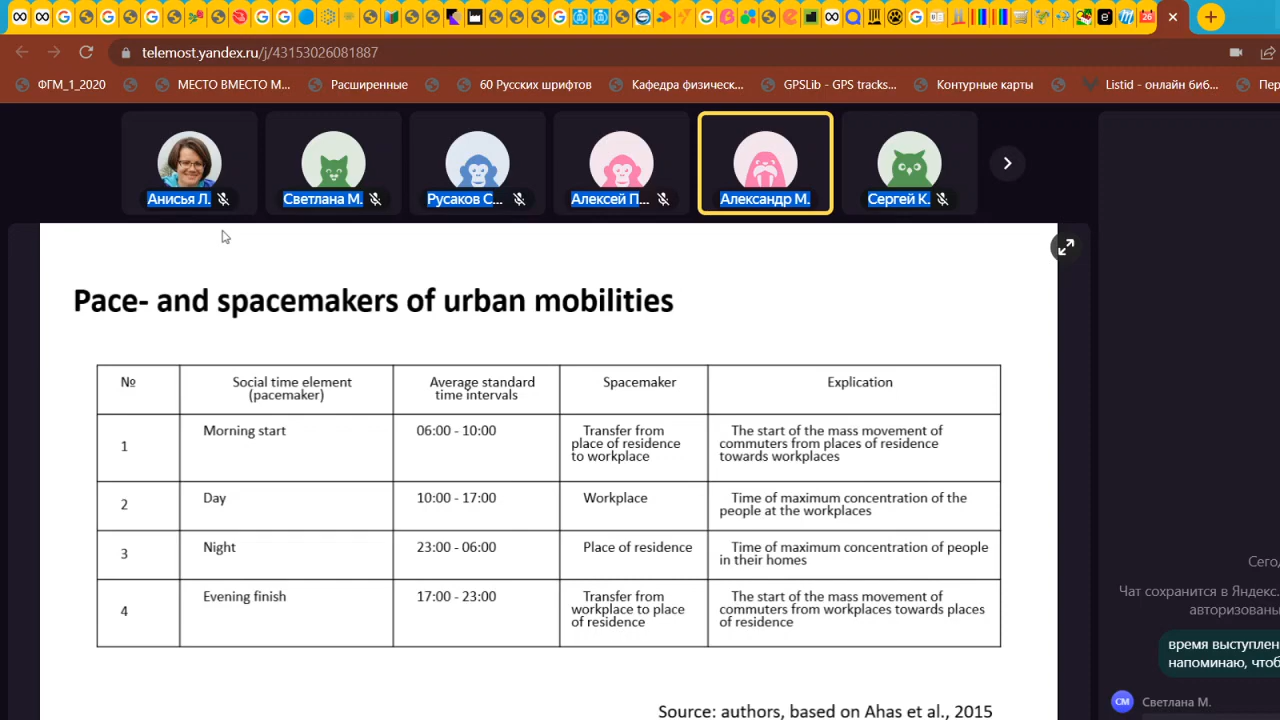 telemost.yandex.ru/j/43153026081887
ФГМ_1_2020
МЕСТО ВМЕСТО М...
Расширенные
60 Русских шрифтов
Кафедра физическ...
GPSLib - GPS tracks...
Контурные карты
Listid - онлайн биб...
Пер
Анисья Л.
Светлана М.
Русаков С...
Алексей П...
Александр М.
Сергей К.
Pace- and spacemakers of urban mobilities
№
Social time element
(pacemaker)
Average standard
time intervals
Spacemaker
Explication
1
Morning start
06:00 - 10:00
Transfer from
place of residence
to workplace
The start of the mass movement of
commuters from places of residence
towards workplaces
2
Day
10:00 - 17:00
Workplace
Time of maximum concentration of the
people at the workplaces
3
Night
23:00 - 06:00
Place of residence
Time of maximum concentration of people
in their homes
4
Evening finish
17:00 - 23:00
Transfer from
workplace to place
of residence
The start of the mass movement of
commuters from workplaces towards places
of residence
Source: authors, based on Ahas et al., 2015
Сего
Чат сохранится в Яндекс.
авторизованы
время выступлен
напоминаю, чтоб
СМ
Светлана М.